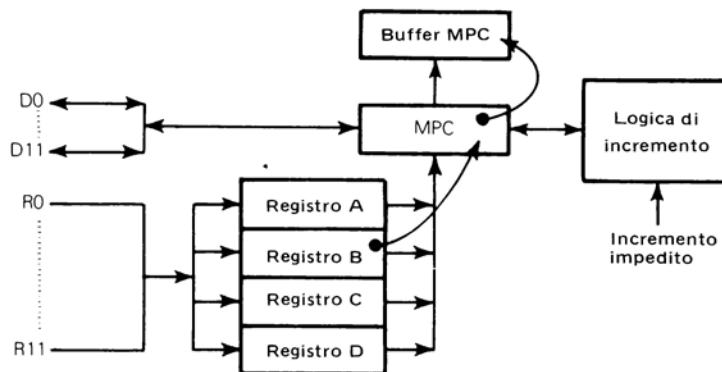 Buffer MPC
D0
D11
MPC
Logica di
incremento
R0
R11
Registro A
Registro B
Registro C
Registro D
Incremento
impedito